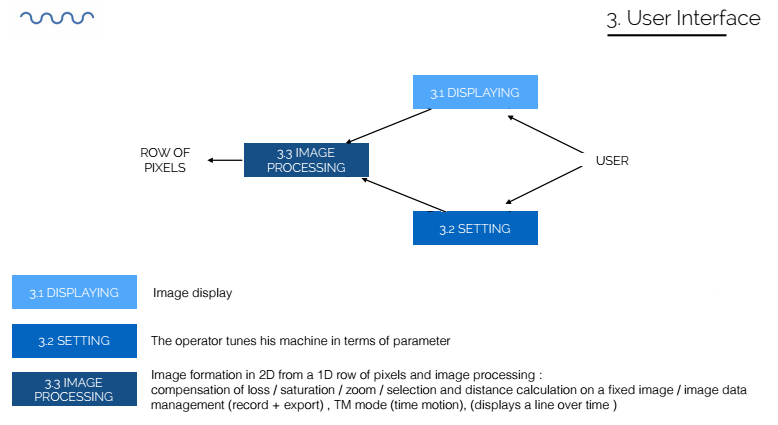 3. User Interface
3.1 DISPLAYING
ROW OF
PIXELS
3.3 IMAGE
PROCESSING
USER
3.2 SETTING
3.1 DISPLAYING
Image display
3.2 SETTING
The operator tunes his machine in terms of parameter
3.3 IMAGE
PROCESSING
Image formation in 2D from a 1D row of pixels and image processing :
compensation of loss / saturation / zoom / selection and distance calculation on a fixed image / image data
management (record + export) , TM mode (time motion), (displays a line over time )